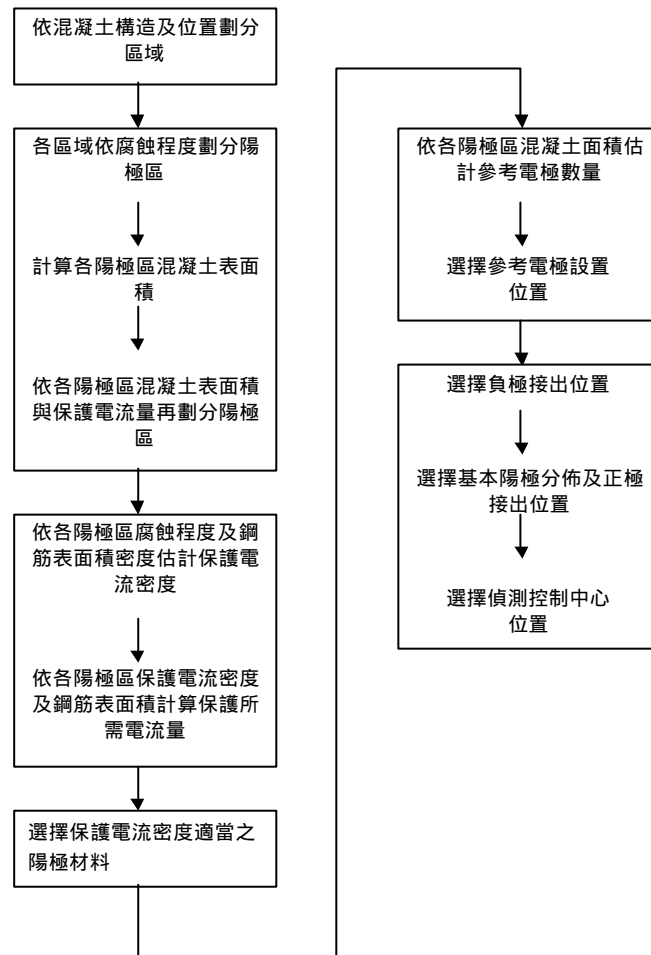 依混凝土構造及位置劃分
區域
各區域依腐蝕程度劃分陽
極區
計算各陽極區混凝土表面
積
依各陽極區混凝土表面積
與保護電流量再劃分陽極
區
依各陽極區腐蝕程度及鋼
筋表面積密度估計保護電
流密度
依各陽極區保護電流密度
及鋼筋表面積計算保護所
需電流量
選擇保護電流密度適當之
陽極材料
依各陽極區混凝土面積估
計參考電極數量
選擇參考電極設置
位置
選擇負極接出位置
選擇基本陽極分佈及正極
接出位置
選擇偵測控制中心
位置